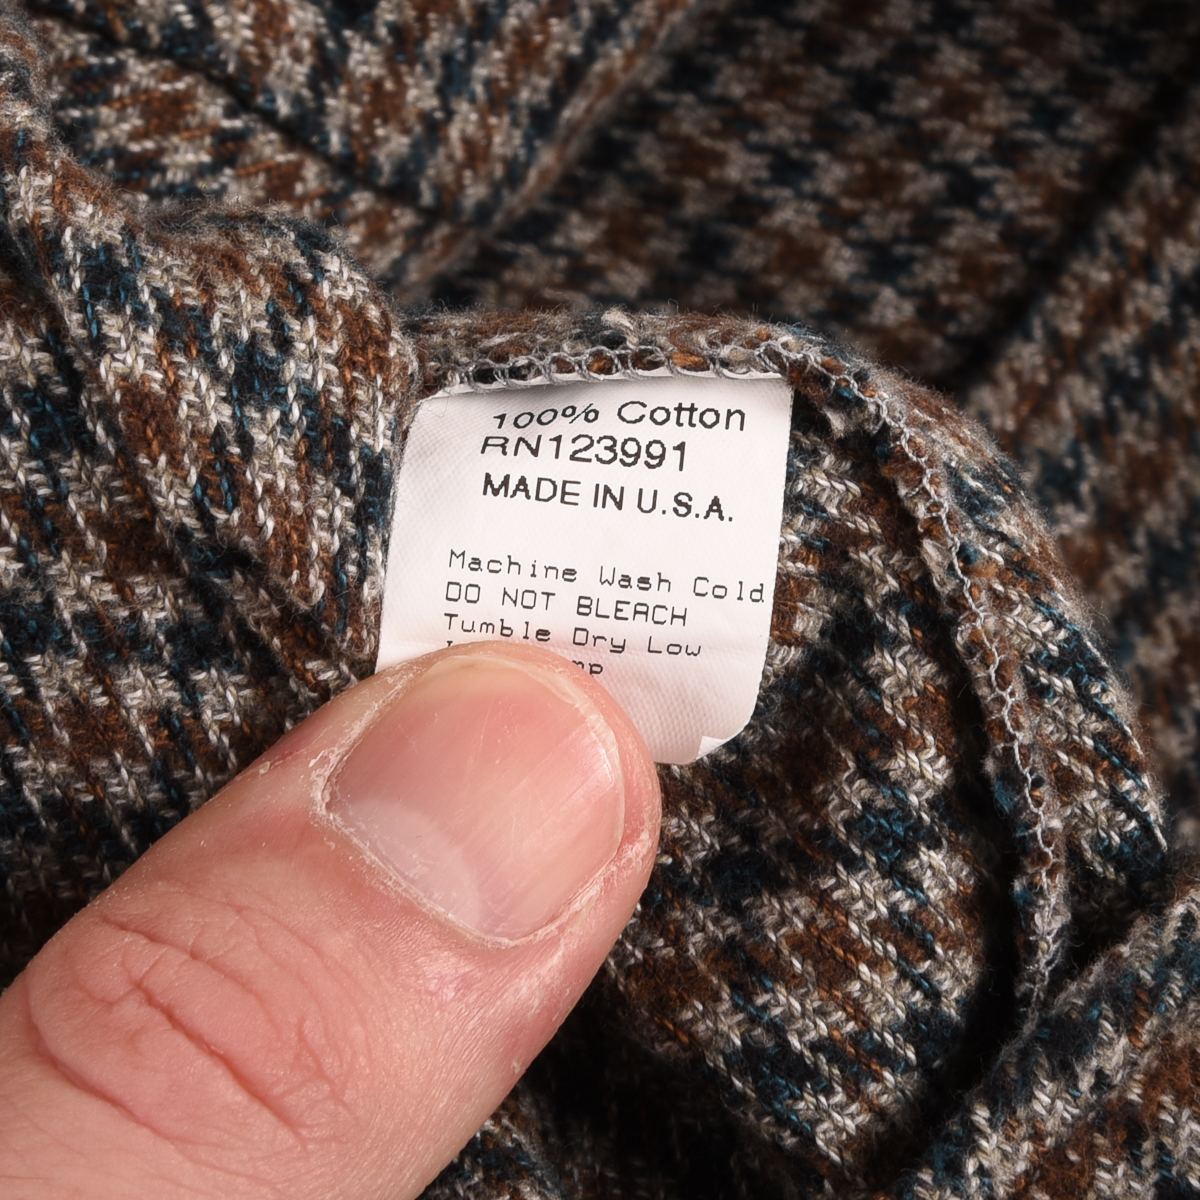 100% Cotton
RN123991
MADE IN U.S.A.
Machine Wash Cold
DO NOT BLEACH
Tumble Dry Low